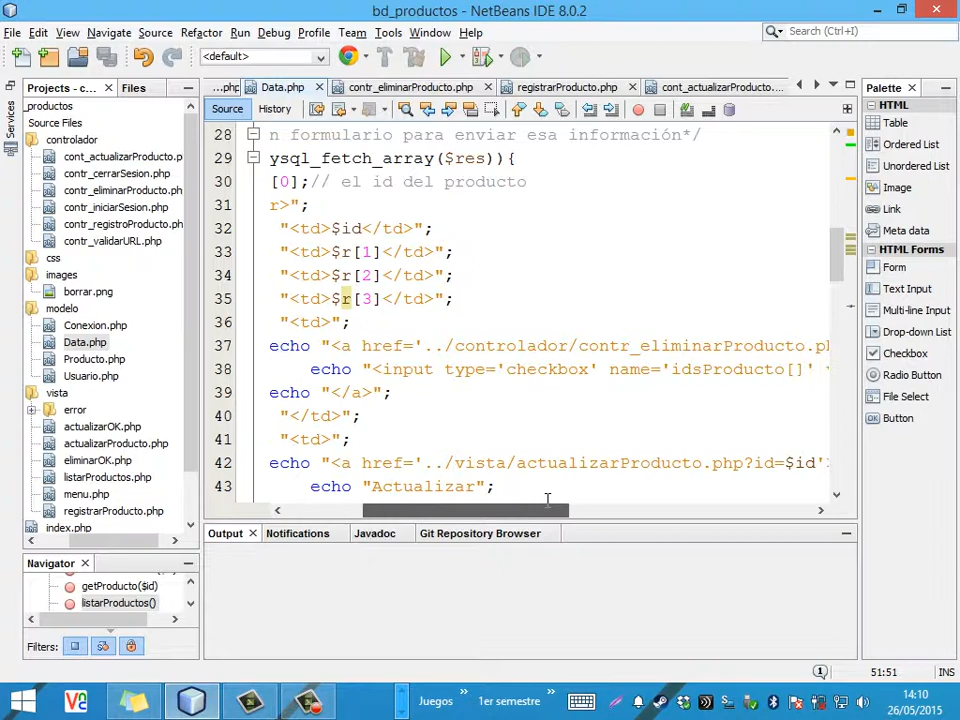 bd_productos - NetBeans IDE 8.0.2
File Edit View Navigate Source Refactor Run Debug Profile Team Tools Window Help
Search (Ctrl+I)
<default>
Projects - c... Files
...php Data.php contr_eliminarProducto.php registrarProducto.php cont_actualizarProducto....
Palette
Services
Source History
_productos
Source Files
controlador
cont_actualizarProducto.p
contr_cerrarSesion.php
contr_eliminarProducto.ph
contr_iniciarSesion.php
contr_registroProducto.ph
contr_validarURL.php
css
images
borrar.png
modelo
Conexion.php
Data.php
Producto.php
Usuario.php
vista
error
actualizarOK.php
actualizarProducto.php
eliminarOK.php
listarProductos.php
menu.php
registrarProducto.php
index.php
28 n formulario para enviar esa información*/
29 ysql_fetch_array($res)){
30 [0];// el id del producto
31 r>";
32 "<td>$id</td>";
33 "<td>$r[1]</td>";
34 "<td>$r[2]</td>";
35 "<td>$r[3]</td>";
36 "<td>";
37 echo "<a href='../controlador/contr_eliminarProducto.ph
38 echo "<input type='checkbox' name='idsProducto[]'
39 echo "</a>";
40 "</td>";
41 "<td>";
42 echo "<a href='../vista/actualizarProducto.php?id=$id'>
43 echo "Actualizar";
HTML
Table
Ordered List
Unordered List
Image
Link
Meta data
HTML Forms
Form
Text Input
Multi-line Input
Drop-down List
Checkbox
Radio Button
File Select
Button
Output Notifications Javadoc Git Repository Browser
Navigator
getProducto($id)
listarProductos()
Filters:
1 51:51 INS
Juegos 1er semestre
14:10
26/05/2015